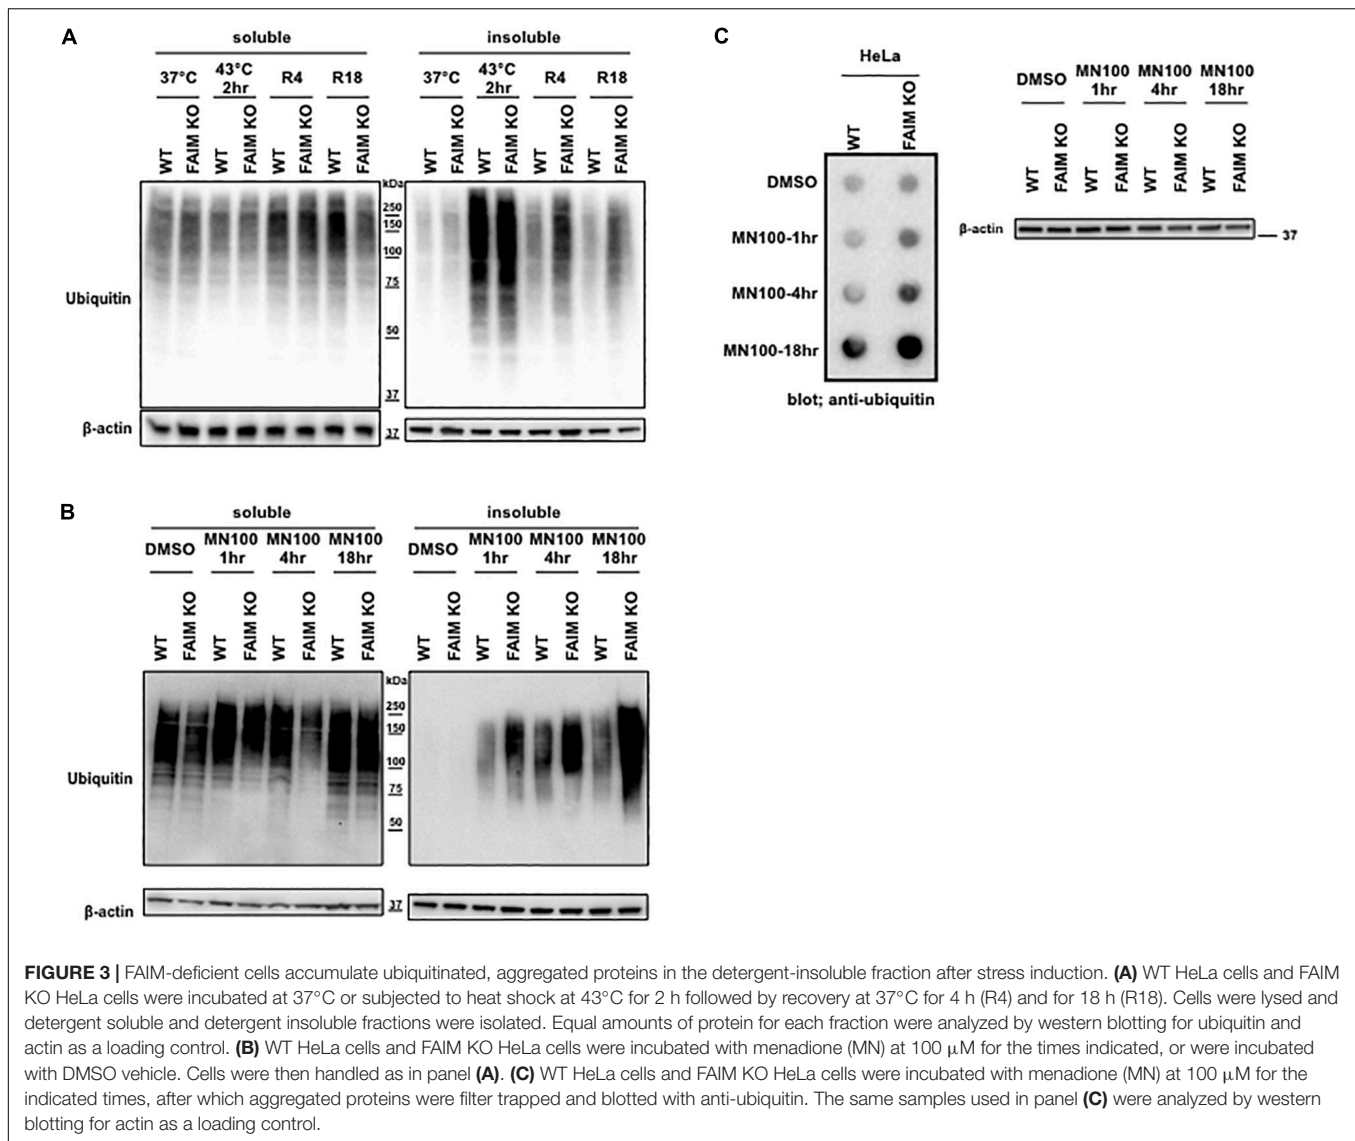 A
soluble
insoluble
37°C
43°C
2hr
R4
R18
37°C
43°C
2hr
R4
R18
WT
FAIM KO
WT
FAIM KO
WT
FAIM KO
WT
FAIM KO
WT
FAIM KO
WT
FAIM KO
WT
FAIM KO
WT
FAIM KO
kDa
250
150
100
75
50
37
Ubiquitin
β-actin
37
C
HeLa
WT
FAIM KO
DMSO
MN100-1hr
MN100-4hr
MN100-18hr
blot; anti-ubiquitin
DMSO
MN100
1hr
MN100
4hr
MN100
18hr
WT
FAIM KO
WT
FAIM KO
WT
FAIM KO
WT
FAIM KO
β-actin
37
B
soluble
insoluble
DMSO
MN100
1hr
MN100
4hr
MN100
18hr
DMSO
MN100
1hr
MN100
4hr
MN100
18hr
WT
FAIM KO
WT
FAIM KO
WT
FAIM KO
WT
FAIM KO
WT
FAIM KO
WT
FAIM KO
WT
FAIM KO
WT
FAIM KO
kDa
250
150
100
75
50
Ubiquitin
β-actin
37
FIGURE 3 | FAIM-deficient cells accumulate ubiquitinated, aggregated proteins in the detergent-insoluble fraction after stress induction. (A) WT HeLa cells and FAIM
KO HeLa cells were incubated at 37°C or subjected to heat shock at 43°C for 2 h followed by recovery at 37°C for 4 h (R4) and for 18 h (R18). Cells were lysed and
detergent soluble and detergent insoluble fractions were isolated. Equal amounts of protein for each fraction were analyzed by western blotting for ubiquitin and
actin as a loading control. (B) WT HeLa cells and FAIM KO HeLa cells were incubated with menadione (MN) at 100 μM for the times indicated, or were incubated
with DMSO vehicle. Cells were then handled as in panel (A). (C) WT HeLa cells and FAIM KO HeLa cells were incubated with menadione (MN) at 100 μM for the
indicated times, after which aggregated proteins were filter trapped and blotted with anti-ubiquitin. The same samples used in panel (C) were analyzed by western
blotting for actin as a loading control.